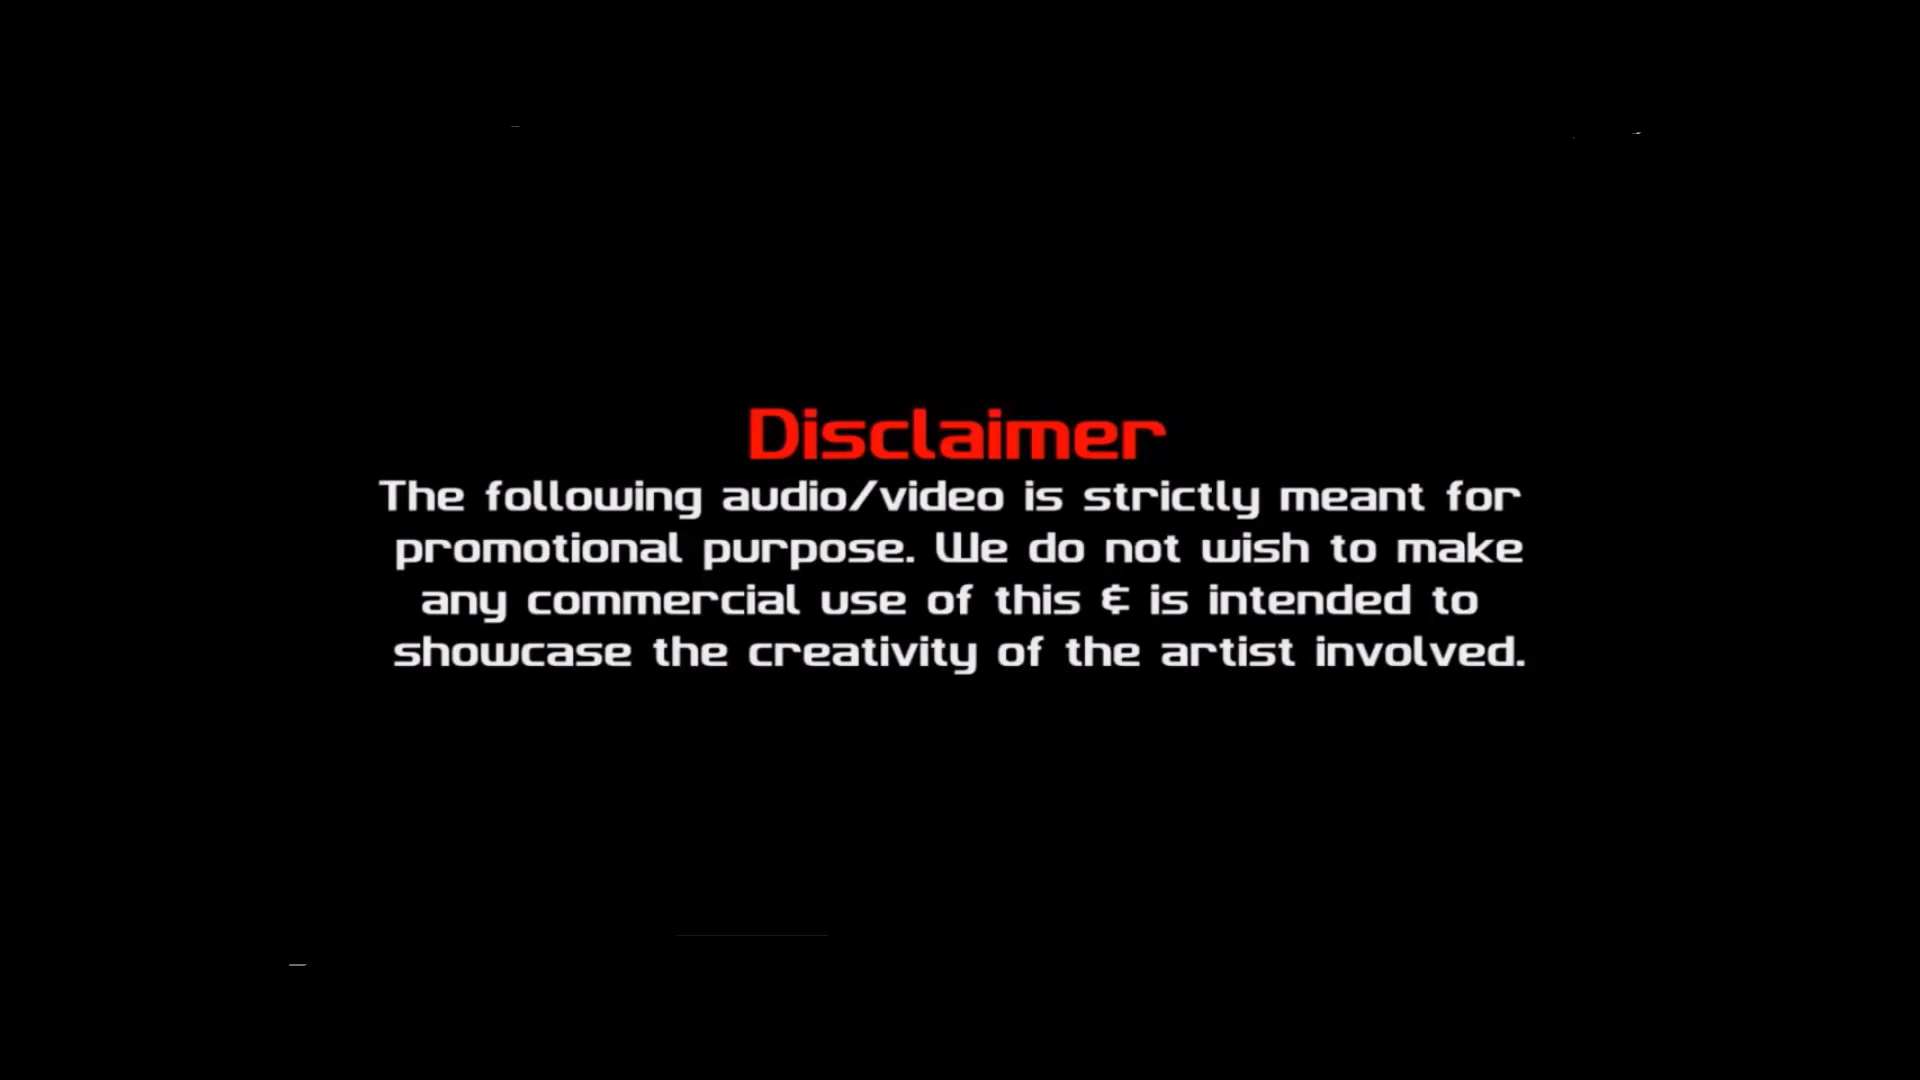 Disclaimer
The following audio/video is strictly meant for
promotional purpose. We do not wish to make
any commercial use of this & is intended to
showcase the creativity of the artist involved.